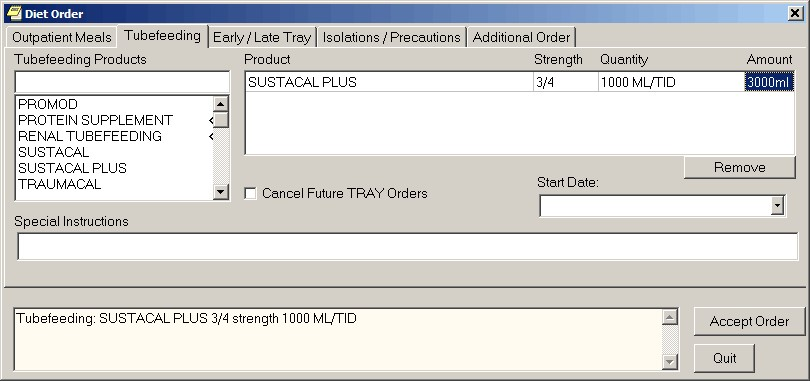 Diet Order
Outpatient Meals Tubefeeding Early / Late Tray Isolations / Precautions Additional Order
Tubefeeding Products
Product Strength Quantity Amount
SUSTACAL PLUS 3/4 1000 ML/TID 3000ml
PROMOD
PROTEIN SUPPLEMENT <
RENAL TUBEFEEDING <
SUSTACAL
SUSTACAL PLUS
TRAUMACAL
Remove
Cancel Future TRAY Orders
Start Date:
Special Instructions
Tubefeeding: SUSTACAL PLUS 3/4 strength 1000 ML/TID
Accept Order
Quit